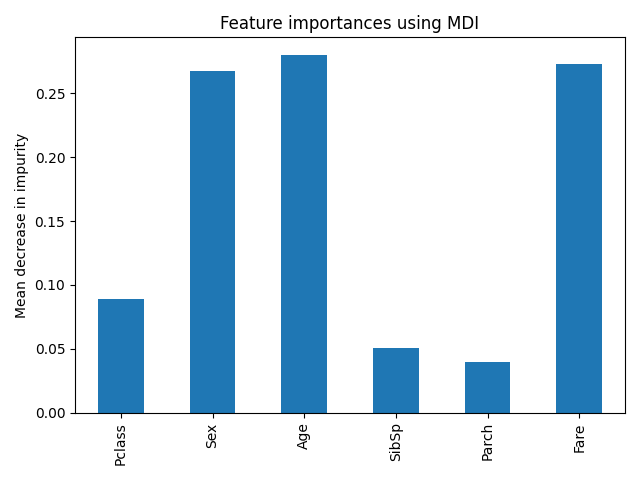 Feature importances using MDI
Mean decrease in impurity
0.25
0.20
0.15
0.10
0.05
0.00
Pclass
Sex
Age
SibSp
Parch
Fare